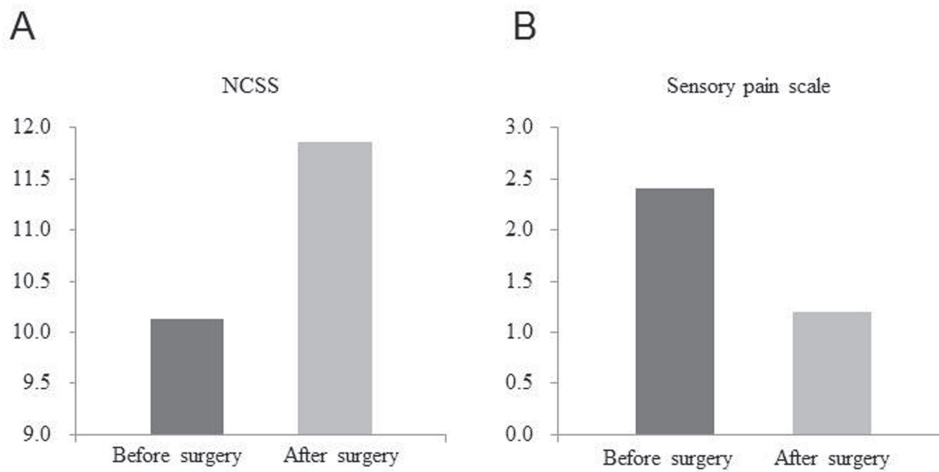 A
NCSS
12.0
11.5
11.0
10.5
10.0
9.5
9.0
Before surgery After surgery
B
Sensory pain scale
3.0
2.5
2.0
1.5
1.0
0.5
0.0
Before surgery After surgery